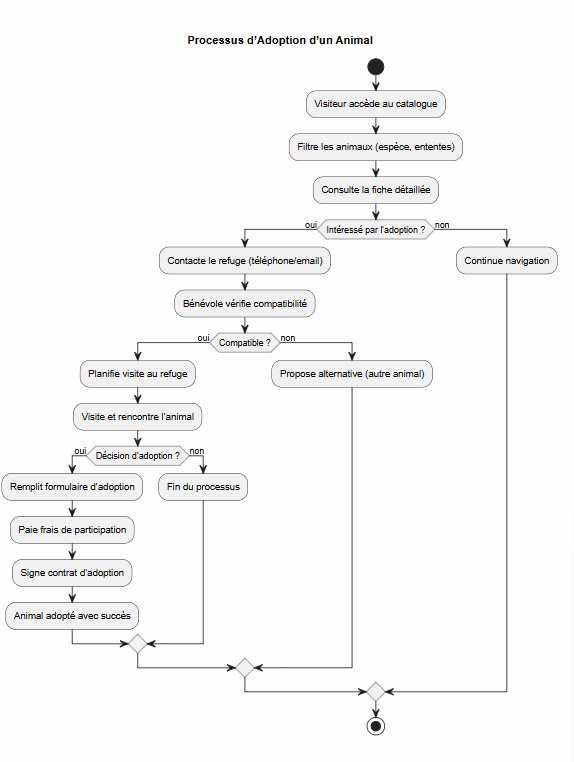 Processus d'Adoption d'un Animal
Visiteur accède au catalogue
Filtre les animaux (espèce, ententes)
Consulte la fiche détaillée
oui
Intéressé par l'adoption ?
non
Contacte le refuge (téléphone/email)
Continue navigation
Bénévole vérifie compatibilité
oui
Compatible ?
non
Planifie visite au refuge
Propose alternative (autre animal)
Visite et rencontre l'animal
oui
Décision d'adoption ?
non
Remplit formulaire d'adoption
Fin du processus
Paie frais de participation
Signe contrat d'adoption
Animal adopté avec succès